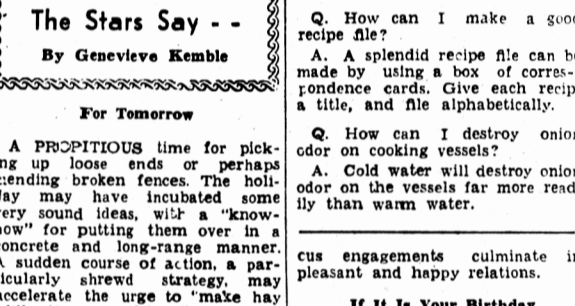 The Stars Say - -
By Genevieve Kemble
For Tomorrow
A PROPITIOUS time for pick-
ng up loose ends or perhaps
ending broken fences. The holi-
day may have incubated some
ery sound ideas, with a "know-
how" for putting them over in a
concrete and long-range manner.
A sudden course of action, a par-
icularly shrewd strategy, may
accelerate the urge to "make hay
Q. How can I make a good
recipe file?
A. A splendid recipe file can be
made by using a box of corres-
pondence cards. Give each recip
a title, and file alphabetically.
Q. How can I destroy onion
odor on cooking vessels?
A. Cold water will destroy onion
odor on the vessels far more read
ily than warm water.
cus engagements culminate i
pleasant and happy relations.
If It Is Your Birthday